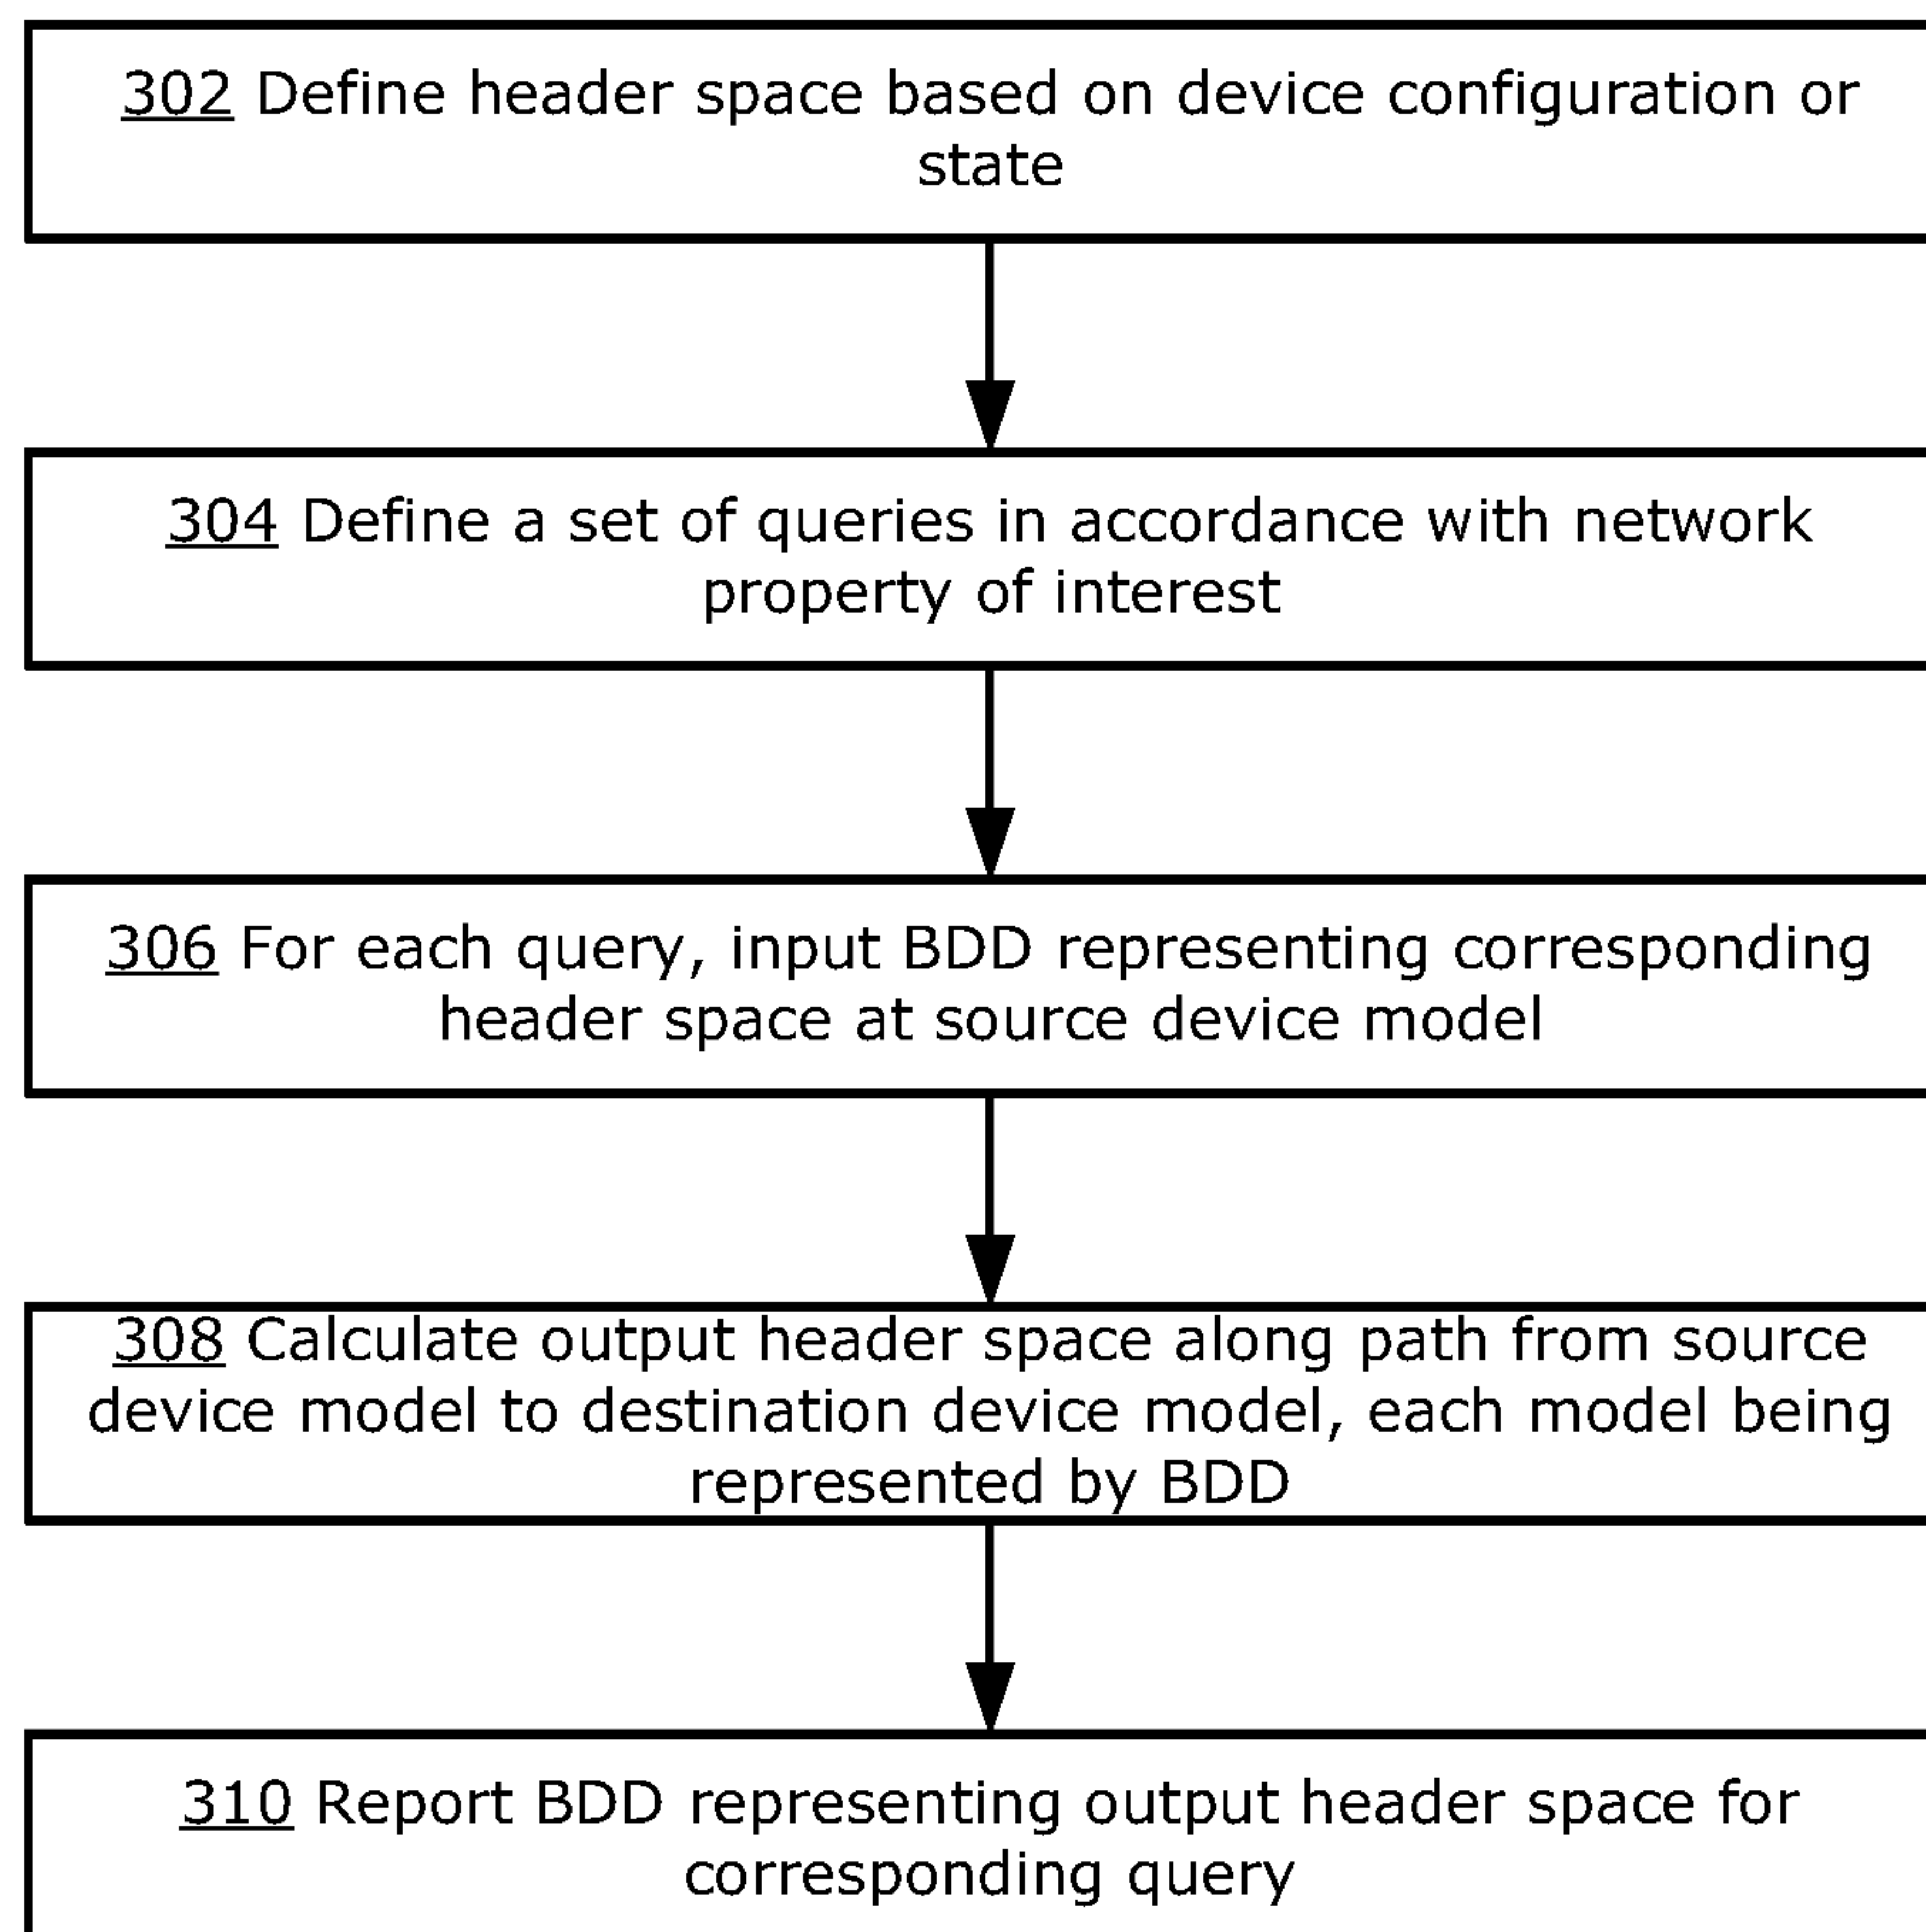 302 Define header space based on device configuration or
state
304 Define a set of queries in accordance with network
property of interest
306 For each query, input BDD representing corresponding
header space at source device model
308 Calculate output header space along path from source
device model to destination device model, each model being
represented by BDD
310 Report BDD representing output header space for
corresponding query